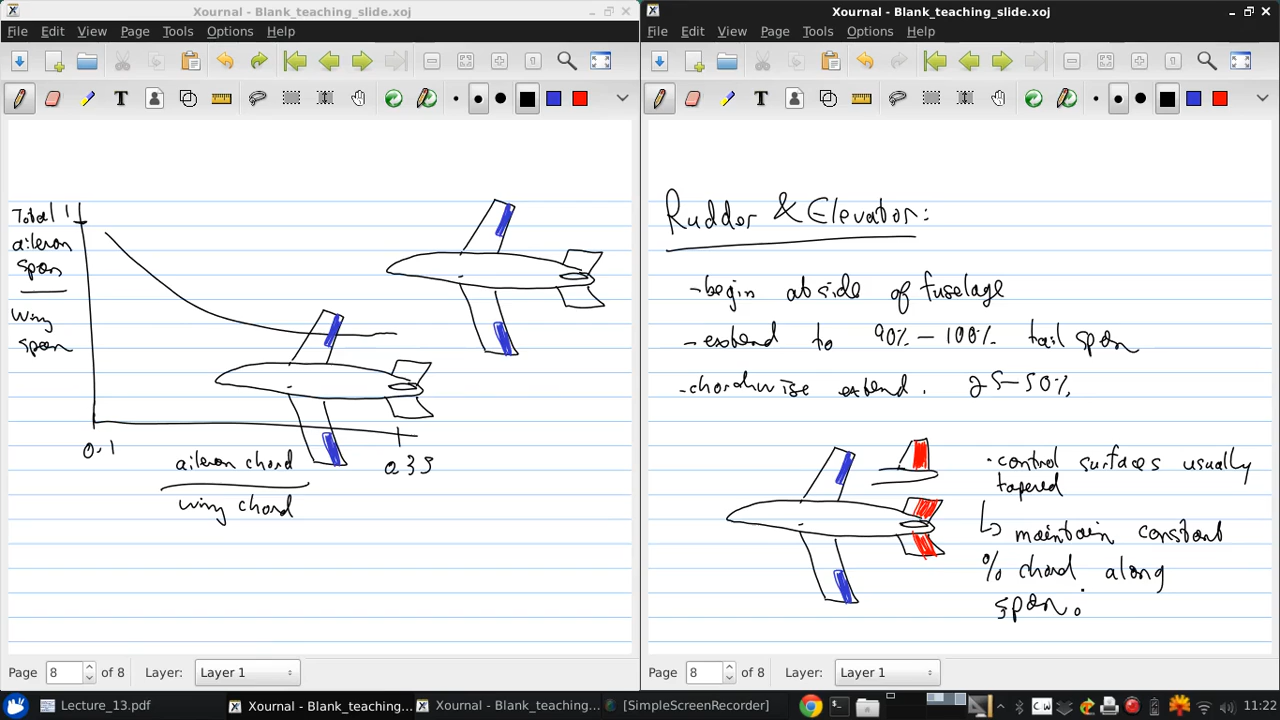 Xournal - Blank_teaching_slide.xoj
File Edit View Page Tools Options Help
Total 1
aileron
span
wing
span
0.1
aileron chord
wing chord
0.35
Page 8 of 8 Layer: Layer 1
Xournal - Blank_teaching_slide.xoj
File Edit View Page Tools Options Help
Rudder & Elevator:
- begin at side of fuselage
- extend to 90% - 100% tail span
- chordwise extend. 25-50%
· control surfaces usually
tapered
maintain constant
% chord along
span.
Page 8 of 8 Layer: Layer 1
Lecture_13.pdf Xournal - Blank_teaching_... Xournal - Blank_teaching_... [SimpleScreenRecorder] 11:22